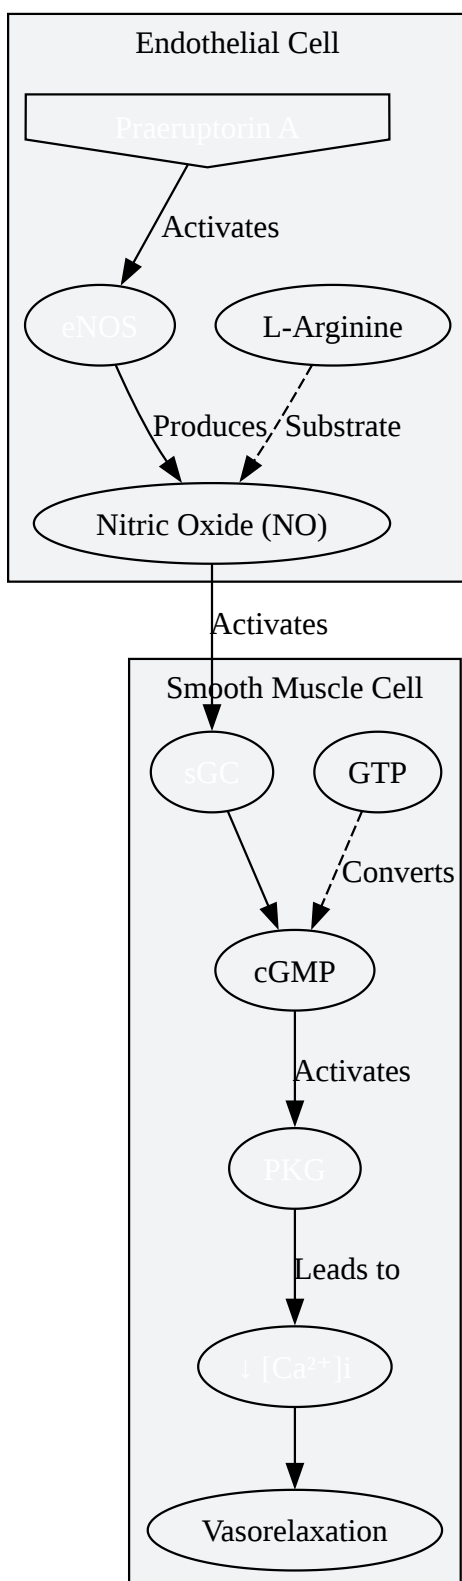 Endothelial Cell
Praeruptorin A
Activates
eNOS
L-Arginine
Produces
Substrate
Nitric Oxide (NO)
Activates
Smooth Muscle Cell
sGC
GTP
Converts
cGMP
Activates
PKG
Leads to
↓ [Ca²⁺]i
Vasorelaxation